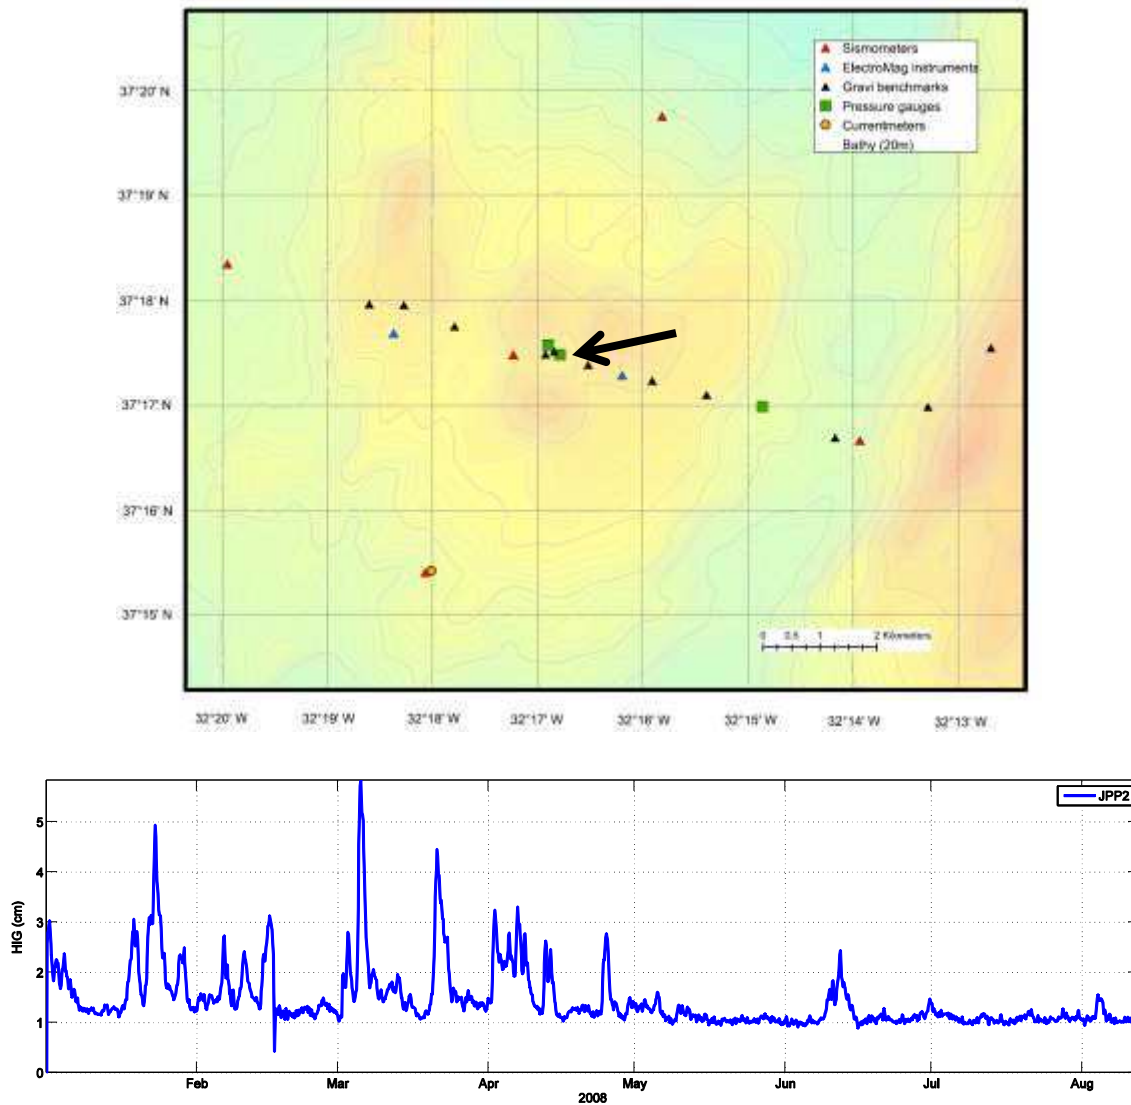 Sismometers
ElectroMag instruments
Gravi benchmarks
Pressure gauges
Currentmeters
Bathy (20m)
37°20' N
37°19' N
37°18' N
37°17' N
37°16' N
37°15' N
0 0.5 1 2 Kilometers
32°20' W 32°19' W 32°18' W 32°17' W 32°16' W 32°15' W 32°14' W 32°13' W
JPP2
5
4
3
2
1
0
HIG (cm)
Feb Mar Apr May Jun Jul Aug
2008